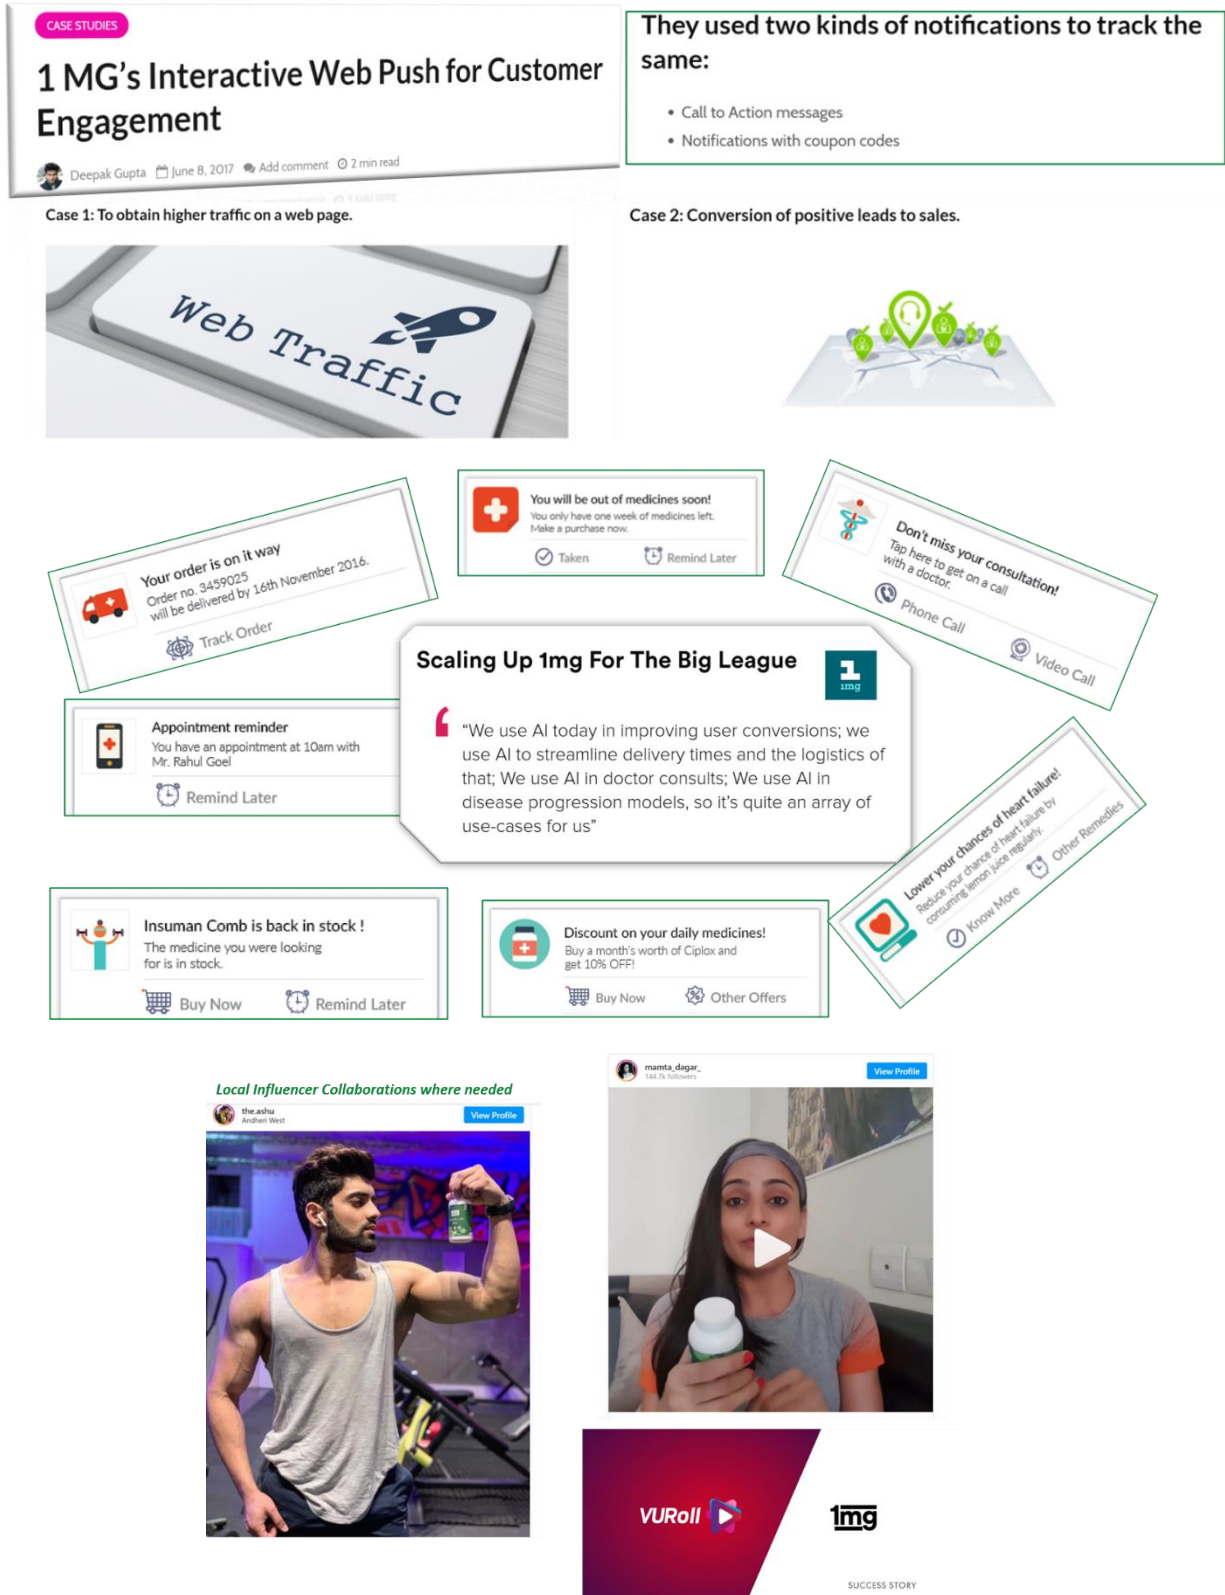 CASE STUDIES
1 MG's Interactive Web Push for Customer
Engagement
Deepak Gupta June 8, 2017 Add comment 2 min read
They used two kinds of notifications to track the
same:
• Call to Action messages
• Notifications with coupon codes
Case 1: To obtain higher traffic on a web page.
Web Traffic
Case 2: Conversion of positive leads to sales.
Your order is on it way
Order no. 3459025
will be delivered by 16th November 2016.
Track Order
You will be out of medicines soon!
You only have one week of medicines left.
Make a purchase now.
Taken Remind Later
Don't miss your consultation!
Tap here to get on a call
with a doctor.
Phone Call Video Call
Appointment reminder
You have an appointment at 10am with
Mr. Rahul Goel
Remind Later
Scaling Up 1mg For The Big League
1
1mg
"We use AI today in improving user conversions; we
use AI to streamline delivery times and the logistics of
that; We use AI in doctor consults; We use AI in
disease progression models, so it's quite an array of
use-cases for us"
Lower your chances of heart failure!
Reduce your chance of heart failure by
consuming lemon juice regularly.
Know More Other Remedies
Insuman Comb is back in stock !
The medicine you were looking
for is in stock.
Buy Now Remind Later
Discount on your daily medicines!
Buy a month's worth of Ciplox and
get 10% OFF!
Buy Now Other Offers
Local Influencer Collaborations where needed
the.ashu
Andheri West
View Profile
mamta_dagar_
144.7k followers
View Profile
VURoll
1mg
SUCCESS STORY